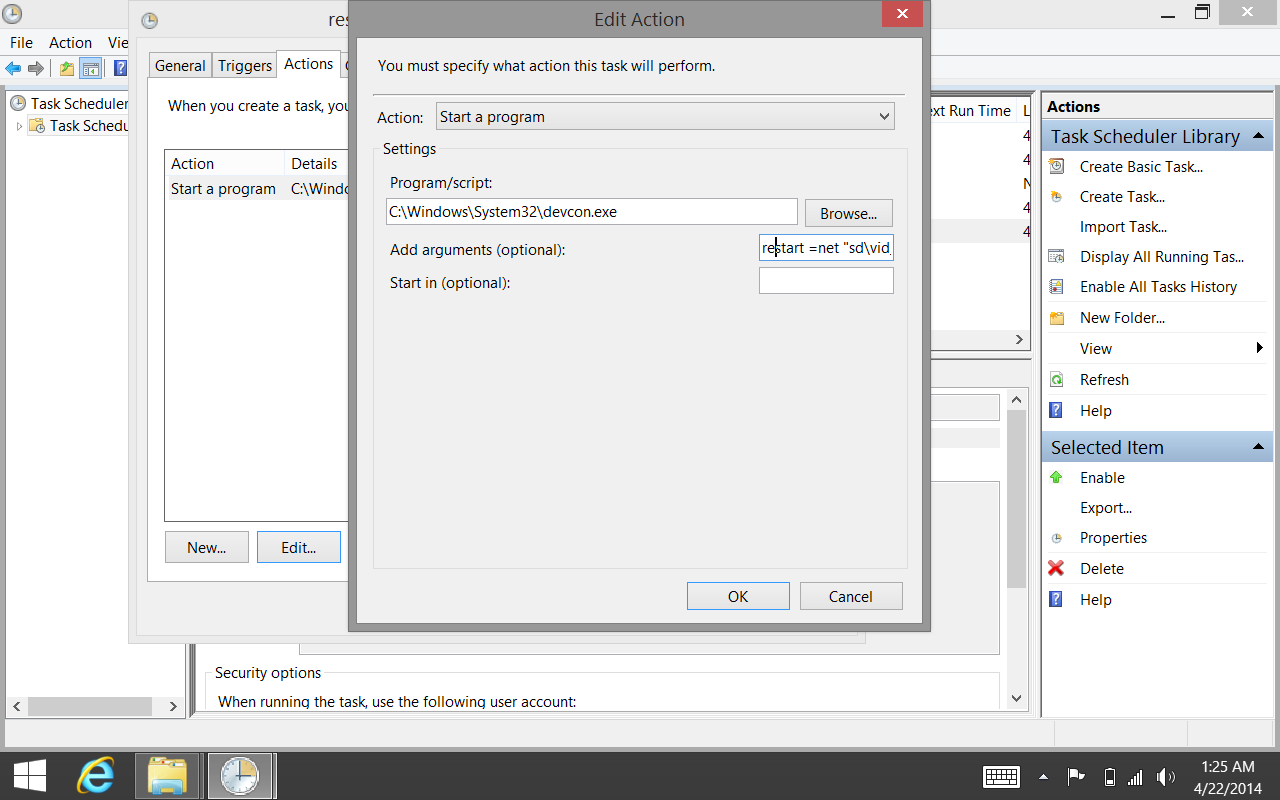 res
Edit Action
File Action Vie
General Triggers Actions
You must specify what action this task will perform.
When you create a task, you
Action: Start a program
Settings
Program/script:
C:\Windows\System32\devcon.exe
Browse...
Add arguments (optional): restart =net "sd\vid_
Start in (optional):
Action Details
Start a program C:\Windo
New... Edit...
OK Cancel
Task Scheduler
Task Schedu
ext Run Time L
4
4
N
4
4
Security options
When running the task, use the following user account:
Actions
Task Scheduler Library
Create Basic Task...
Create Task...
Import Task...
Display All Running Tas...
Enable All Tasks History
New Folder...
View
Refresh
Help
Selected Item
Enable
Export...
Properties
Delete
Help
1:25 AM
4/22/2014